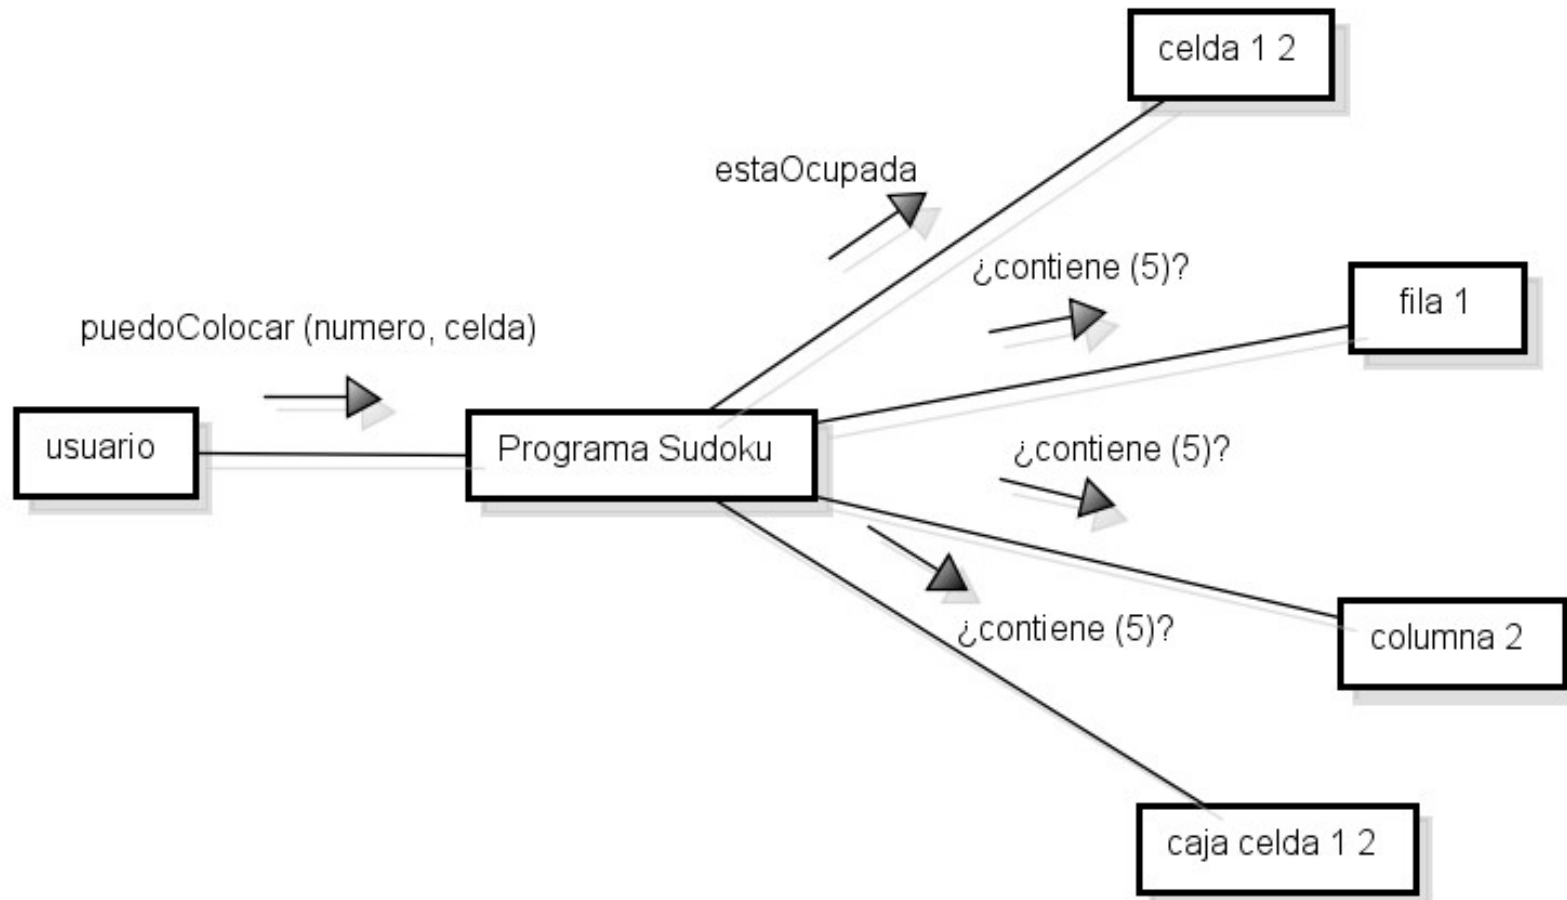 celda 1 2
estaOcupada
¿contiene (5)?
fila 1
puedoColocar (numero, celda)
usuario
Programa Sudoku
¿contiene (5)?
¿contiene (5)?
columna 2
caja celda 1 2